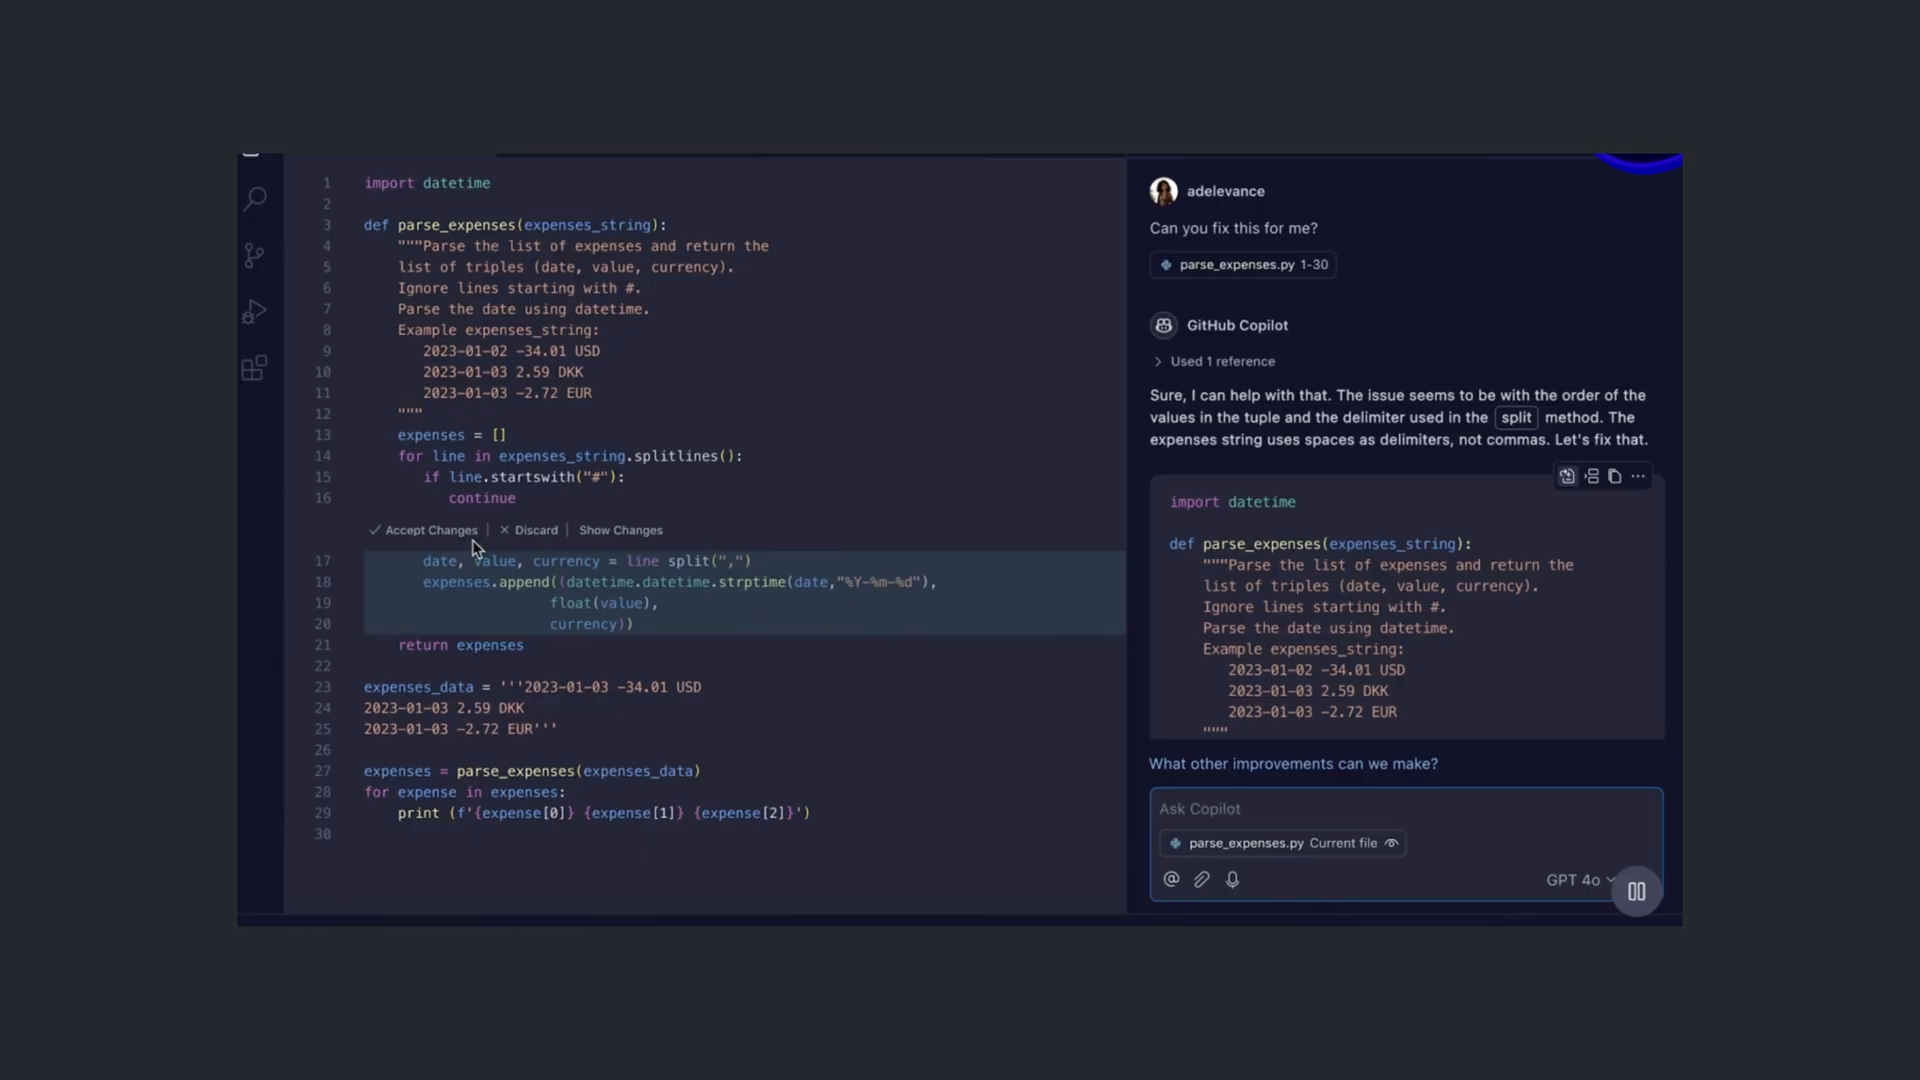 1 import datetime
2
3 def parse_expenses(expenses_string):
4 """Parse the list of expenses and return the
5 list of triples (date, value, currency).
6 Ignore lines starting with #.
7 Parse the date using datetime.
8 Example expenses_string:
9 2023-01-02 -34.01 USD
10 2023-01-03 2.59 DKK
11 2023-01-03 -2.72 EUR
12 """
13 expenses = []
14 for line in expenses_string.splitlines():
15 if line.startswith("#"):
16 continue
Accept Changes | Discard | Show Changes
17 date, value, currency = line split(",")
18 expenses.append((datetime.datetime.strptime(date,"%Y-%m-%d"),
19 float(value),
20 currency))
21 return expenses
22
23 expenses_data = '''2023-01-03 -34.01 USD
24 2023-01-03 2.59 DKK
25 2023-01-03 -2.72 EUR'''
26
27 expenses = parse_expenses(expenses_data)
28 for expense in expenses:
29 print (f'{expense[0]} {expense[1]} {expense[2]}')
30
adelevance
Can you fix this for me?
parse_expenses.py 1-30
GitHub Copilot
Used 1 reference
Sure, I can help with that. The issue seems to be with the order of the
values in the tuple and the delimiter used in the split method. The
expenses string uses spaces as delimiters, not commas. Let's fix that.
import datetime
def parse_expenses(expenses_string):
"""Parse the list of expenses and return the
list of triples (date, value, currency).
Ignore lines starting with #.
Parse the date using datetime.
Example expenses_string:
2023-01-02 -34.01 USD
2023-01-03 2.59 DKK
2023-01-03 -2.72 EUR
"""
What other improvements can we make?
Ask Copilot
parse_expenses.py Current file
GPT 4o